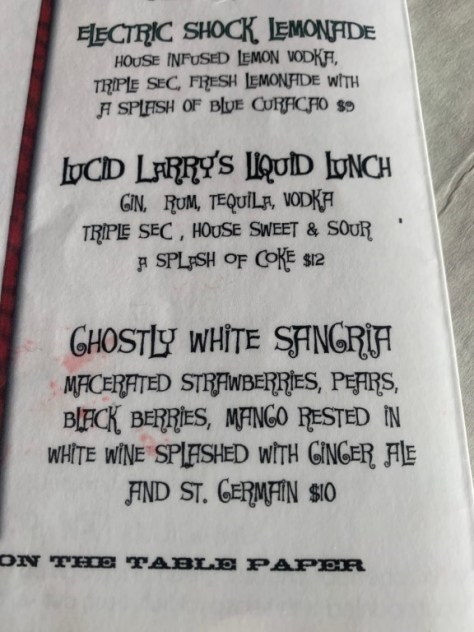 ELECTRIC SHOCK LEMONADE
HOUSE INFUSED LEMON VODKA,
TRIPLE SEC, FRESH LEMONADE WITH
A SPLASH OF BLUE CURACAO $9
LUCID LARRY'S LIQUID LUNCH
GIN, RUM, TEQUILA, VODKA
TRIPLE SEC , HOUSE SWEET & SOUR
A SPLASH OF COKE $12
GHOSTLY WHITE SANGRIA
MACERATED STRAWBERRIES, PEARS,
BLACK BERRIES, MANGO RESTED IN
WHITE WINE SPLASHED WITH GINGER ALE
AND ST. GERMAIN $10
ON THE TABLE PAPER